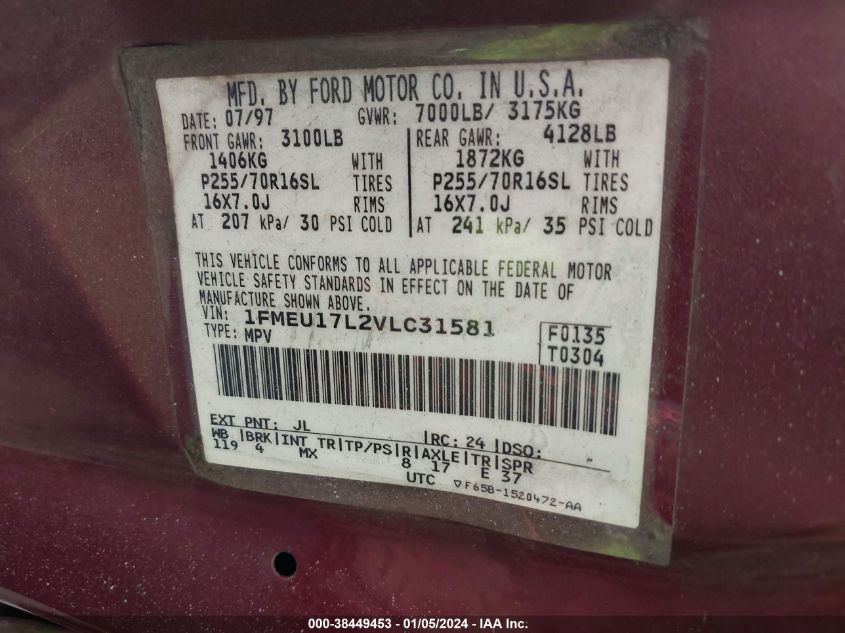 MFD. BY FORD MOTOR CO. IN U.S.A.
DATE: 07/97 GVWR: 7000LB/ 3175KG
FRONT GAWR: 3100LB REAR GAWR: 4128LB
1406KG WITH 1872KG WITH
P255/70R16SL TIRES P255/70R16SL TIRES
16X7.0J RIMS 16X7.0J RIMS
AT 207 kPa/ 30 PSI COLD AT 241 kPa/ 35 PSI COLD
THIS VEHICLE CONFORMS TO ALL APPLICABLE FEDERAL MOTOR
VEHICLE SAFETY STANDARDS IN EFFECT ON THE DATE OF
MANUFACTURE SHOWN ABOVE.
VIN: 1FMEU17L2VLC31581 F0135
TYPE: MPV T0304
EXT PNT: JL RC: 24 DSO:
WB BRK INT TR TP/PS R AXLE TR SPR
119 4 MX 8 17 E 37
UTC ▽F65B-1520472-AA
000-38449453 - 01/05/2024 - IAA Inc.